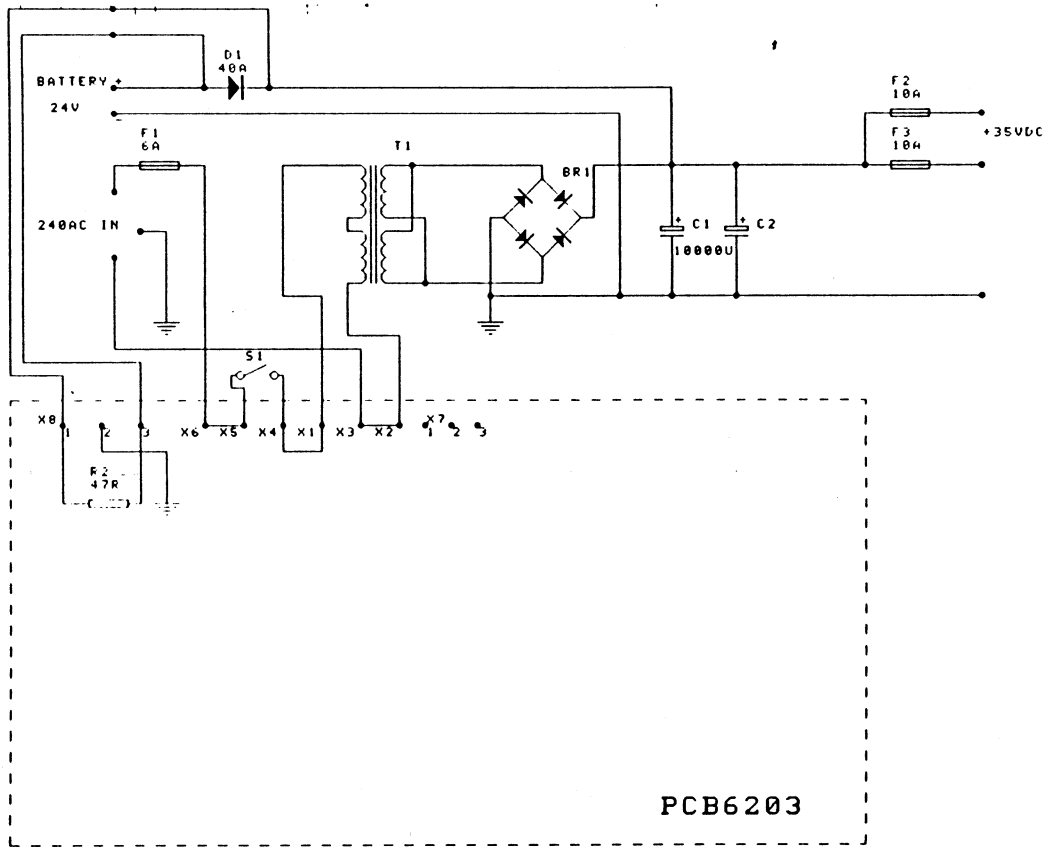 D1
40A
BATTERY +
24V
-
F1
6A
T1
BR1
F2
10A
F3
10A
+35VDC
240AC IN
+ C1
10000U
+ C2
S1
X8 1 2 3 X6 X5 X4 X1 X3 X2 X7 1 2 3
R2
47R
PCB6203